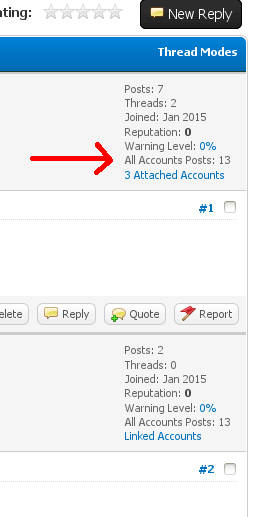 ating:
New Reply
Thread Modes
Posts: 7
Threads: 2
Joined: Jan 2015
Reputation: 0
Warning Level: 0%
All Accounts Posts: 13
3 Attached Accounts
#1
elete
Reply
Quote
Report
Posts: 2
Threads: 0
Joined: Jan 2015
Reputation: 0
Warning Level: 0%
All Accounts Posts: 13
Linked Accounts
#2